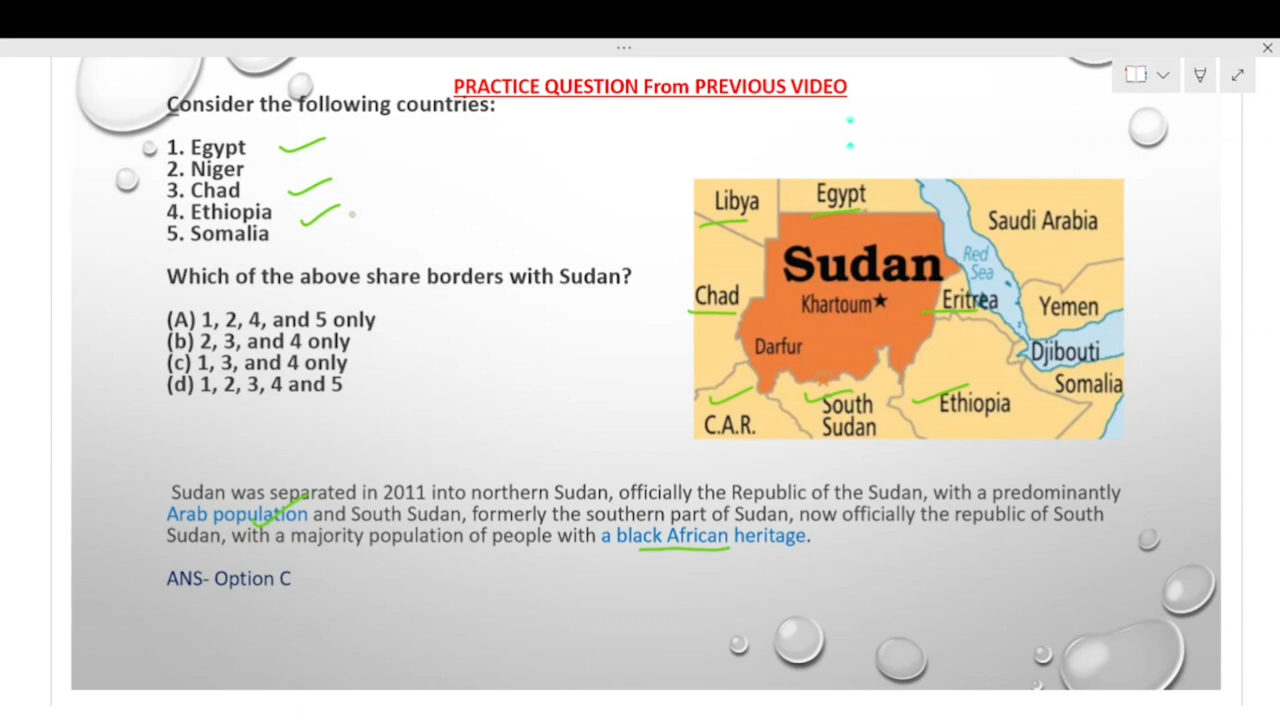 PRACTICE QUESTION From PREVIOUS VIDEO
Consider the following countries:
1. Egypt
2. Niger
3. Chad
4. Ethiopia
5. Somalia
Which of the above share borders with Sudan?
(A) 1, 2, 4, and 5 only
(b) 2, 3, and 4 only
(c) 1, 3, and 4 only
(d) 1, 2, 3, 4 and 5
Libya
Egypt
Saudi Arabia
Sudan
Red
Sea
Chad
Khartoum
Eritrea
Yemen
Darfur
Djibouti
Somalia
C.A.R.
South
Sudan
Ethiopia
Sudan was separated in 2011 into northern Sudan, officially the Republic of the Sudan, with a predominantly
Arab population and South Sudan, formerly the southern part of Sudan, now officially the republic of South
Sudan, with a majority population of people with a black African heritage.
ANS- Option C